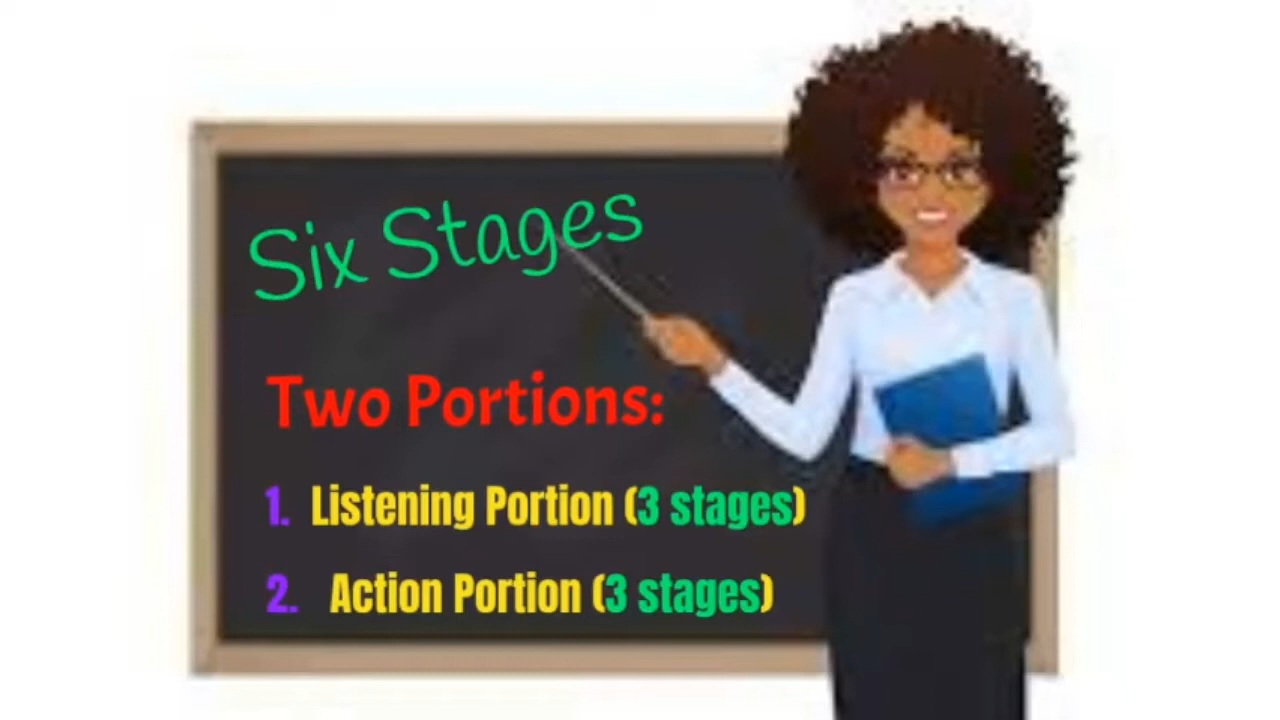 Six Stages
Two Portions:
1. Listening Portion (3 stages)
2. Action Portion (3 stages)